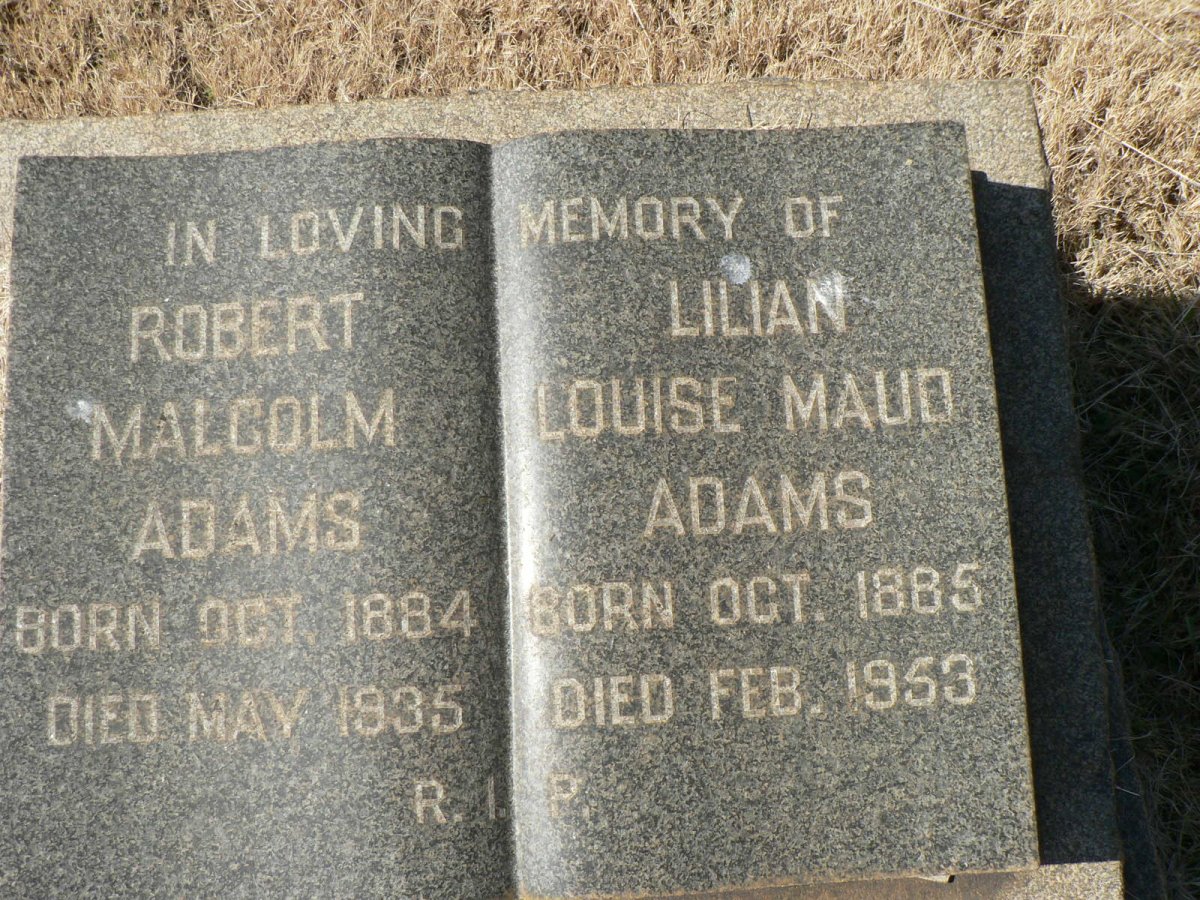 IN LOVING MEMORY OF
ROBERT
MALCOLM
ADAMS
BORN OCT. 1884
DIED MAY 1935
LILIAN
LOUISE MAUD
ADAMS
BORN OCT. 1885
DIED FEB. 1953
R. I. P.